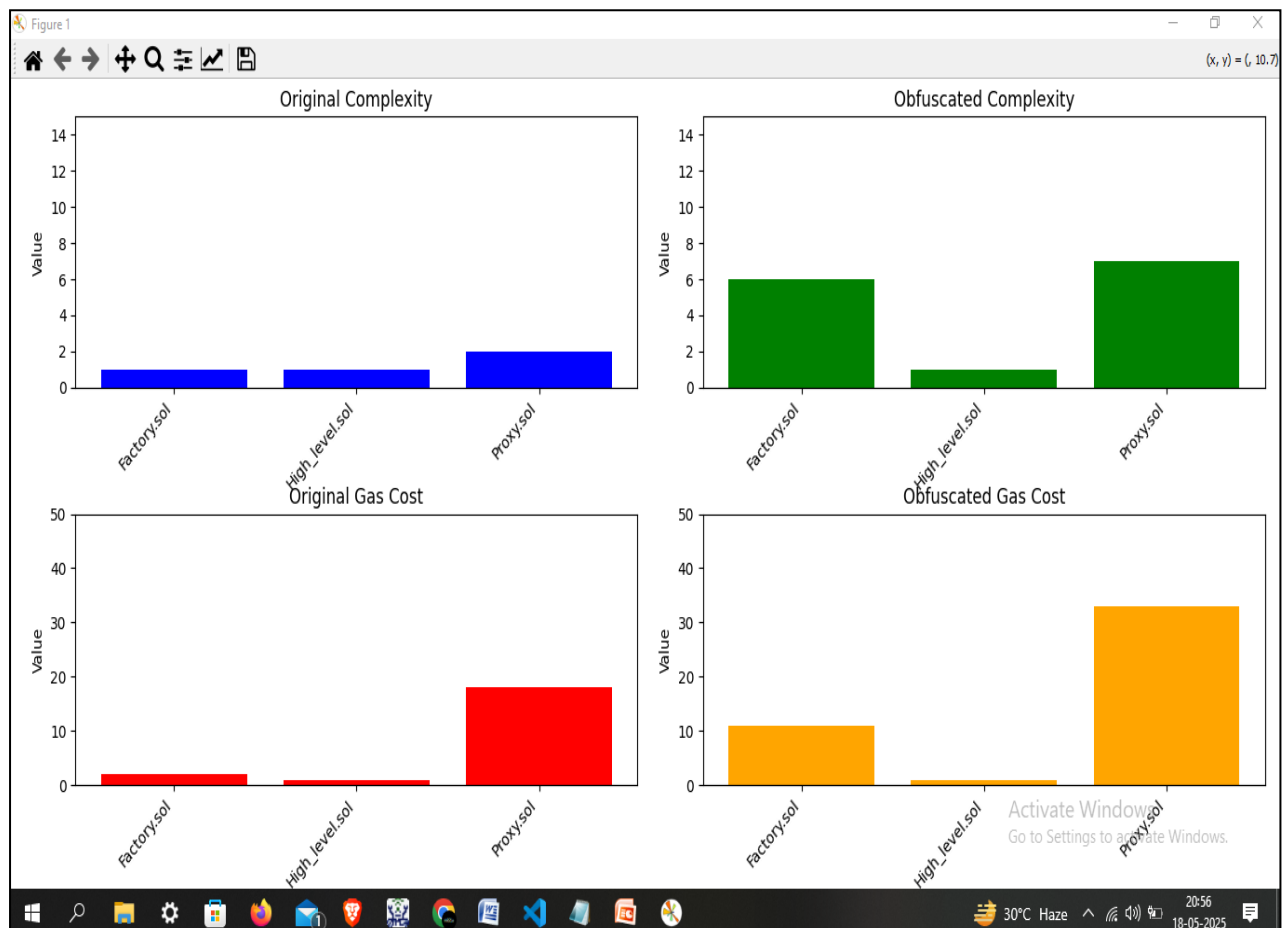 Figure 1
(x, y) = (, 10.7)
Original Complexity
Value
14
12
10
8
6
4
2
0
Factory.sol
High_level.sol
Proxy.sol
Obfuscated Complexity
Value
14
12
10
8
6
4
2
0
Factory.sol
High_level.sol
Proxy.sol
Original Gas Cost
Value
50
40
30
20
10
0
Factory.sol
High_level.sol
Proxy.sol
Obfuscated Gas Cost
Value
50
40
30
20
10
0
Factory.sol
High_level.sol
Proxy.sol
Activate Windows
Go to Settings to activate Windows.
1
30°C Haze
20:56
18-05-2025